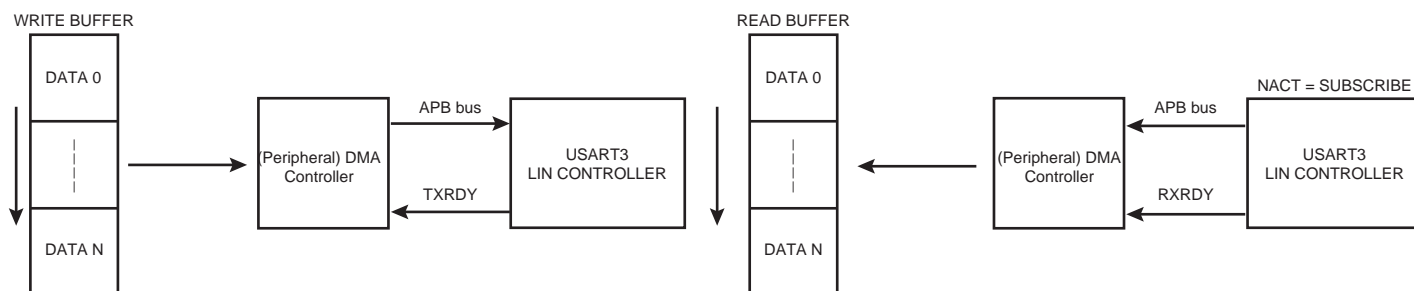 WRITE BUFFER
DATA 0
DATA N
(Peripheral) DMA
Controller
APB bus
TXRDY
USART3
LIN CONTROLLER
READ BUFFER
DATA 0
DATA N
(Peripheral) DMA
Controller
APB bus
RXRDY
NACT = SUBSCRIBE
USART3
LIN CONTROLLER